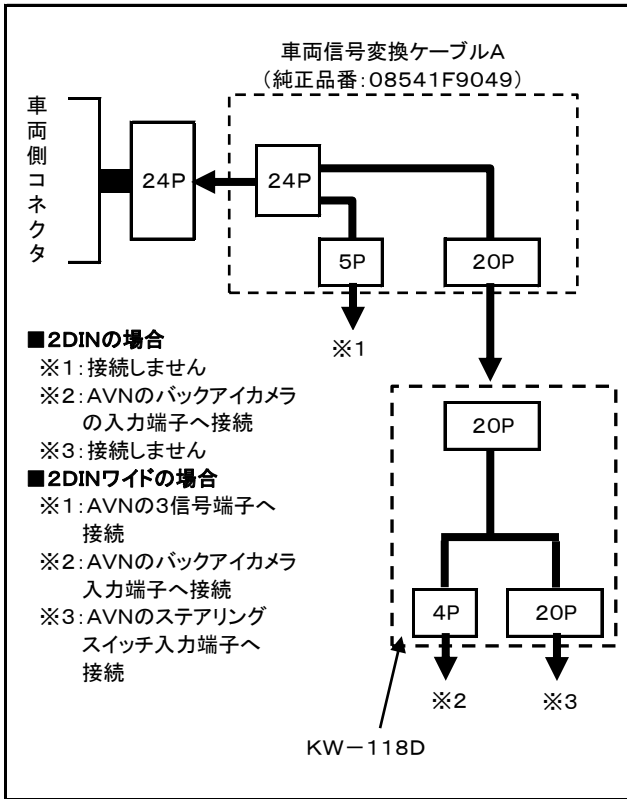 車両信号変換ケーブルA
(純正品番:08541F9049)
車両側コネクタ
24P
24P
5P
20P
※1
■2DINの場合
※1:接続しません
※2:AVNのバックアイカメラ
の入力端子へ接続
※3:接続しません
■2DINワイドの場合
※1:AVNの3信号端子へ
接続
※2:AVNのバックアイカメラ
入力端子へ接続
※3:AVNのステアリング
スイッチ入力端子へ
接続
20P
4P
20P
※2
※3
KW-118D